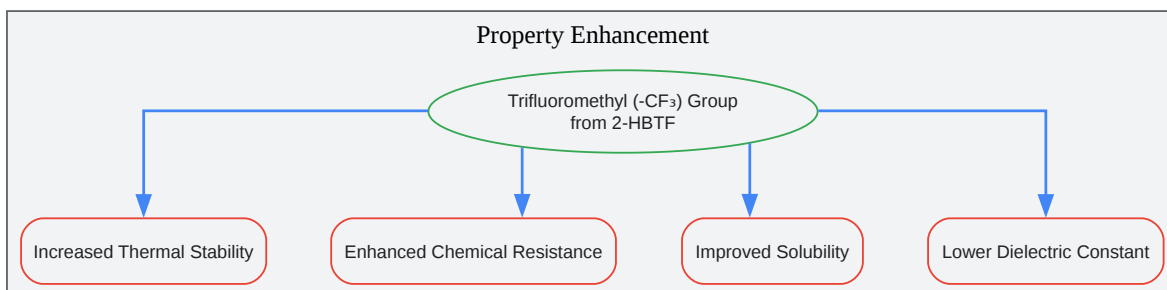 Property Enhancement
Trifluoromethyl (-CF₃) Group
from 2-HBTF
Increased Thermal Stability
Enhanced Chemical Resistance
Improved Solubility
Lower Dielectric Constant